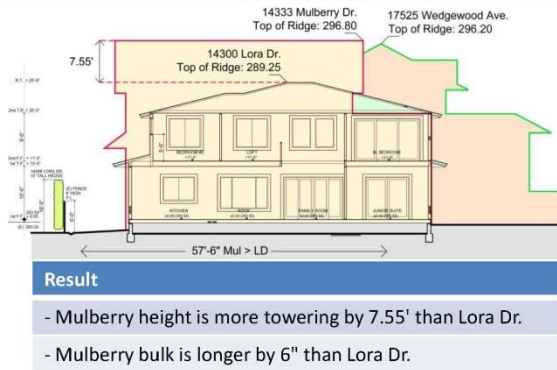 14333 Mulberry Dr.
Top of Ridge: 296.80
17525 Wedgewood Ave.
Top of Ridge: 296.20
7.55'
14300 Lora Dr.
Top of Ridge: 289.25
BEDROOM #2
LOFT
BEDROOM
KITCHEN
NOOK
FAMILY ROOM
JUNIOR SUITE
57'-6" Mul > LD
Result
- Mulberry height is more towering by 7.55' than Lora Dr.
- Mulberry bulk is longer by 6" than Lora Dr.